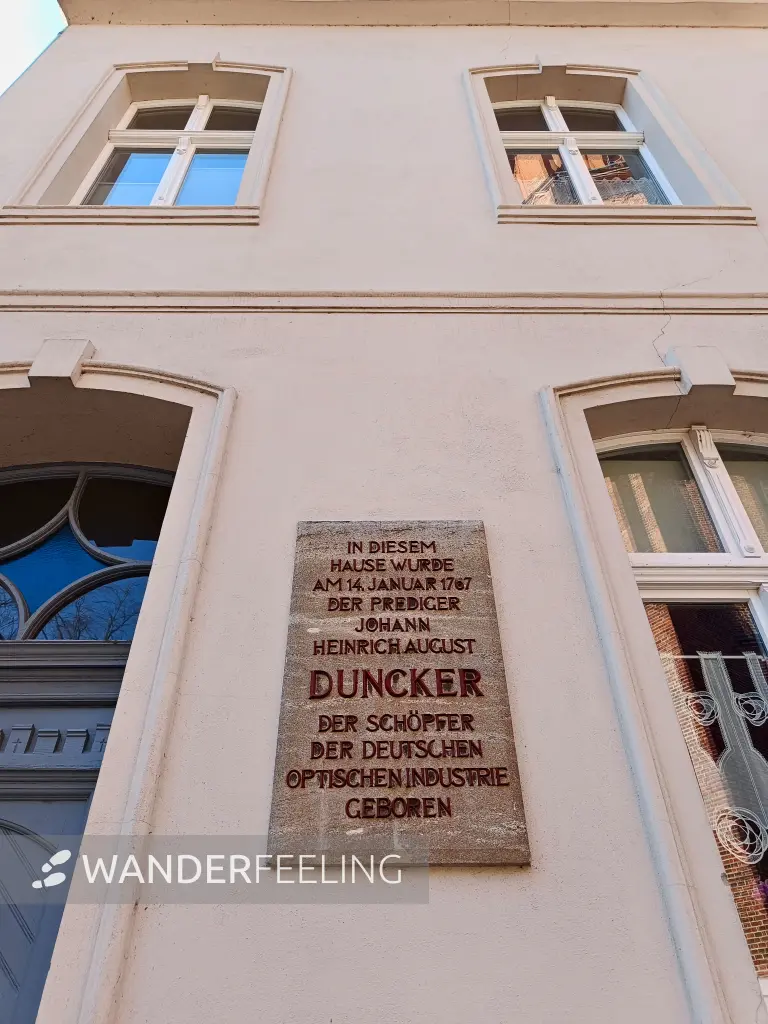 IN DIESEM
HAUSE WURDE
AM 14. JANUAR 1767
DER PREDIGER
JOHANN
HEINRICH AUGUST
DUNCKER
DER SCHÖPFER
DER DEUTSCHEN
OPTISCHEN INDUSTRIE
GEBOREN
WANDERFEELING